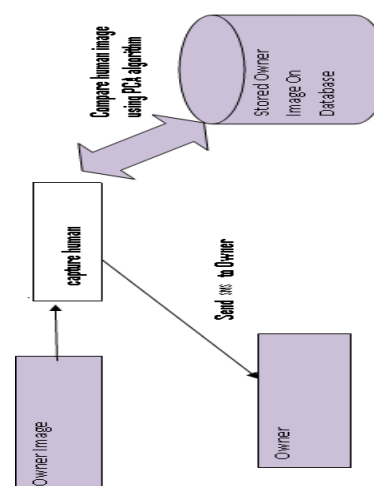 Owner Image
capture human
Compare human image
using PCA algorithm
Stored Owner
Image On
Database
Send SMS to Owner
Owner